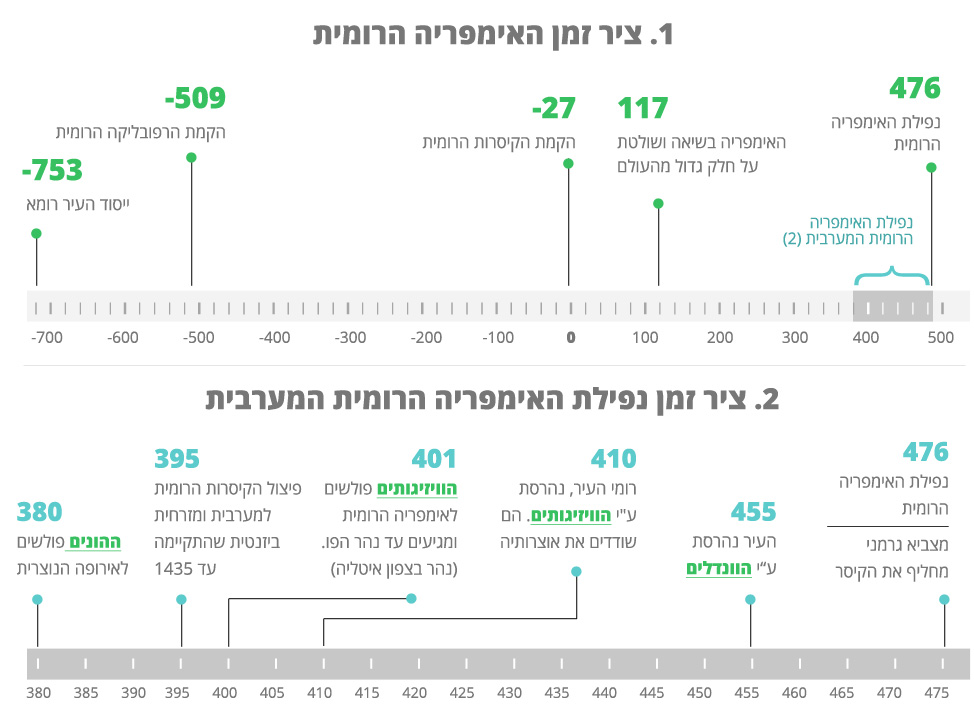 1. ציר זמן האימפריה הרומית
-753
ייסוד העיר רומא
-509
הקמת הרפובליקה הרומית
-27
הקמת הקיסרות הרומית
117
האימפריה בשיאה ושולטת
על חלק גדול מהעולם
476
נפילת האימפריה
הרומית
נפילת האימפריה
הרומית המערבית (2)
-700 -600 -500 -400 -300 -200 -100 0 100 200 300 400 500
2. ציר זמן נפילת האימפריה הרומית המערבית
380
ההונים פולשים
לאירופה הנוצרית
395
פיצול הקיסרות הרומית
למערבית ומזרחית
ביזנטית שהתקיימה
עד 1435
401
הוויזיגותים פולשים
לאימפריה הרומית
ומגיעים עד נהר הפו.
(נהר בצפון איטליה)
410
רומי העיר, נהרסת
ע"י הוויזיגותים. הם
שודדים את אוצרותיה
455
העיר נהרסת
ע"י הוונדלים
476
נפילת האימפריה
הרומית
מצביא גרמני
מחליף את הקיסר
380 385 390 395 400 405 410 415 420 425 430 435 440 445 450 455 460 465 470 475